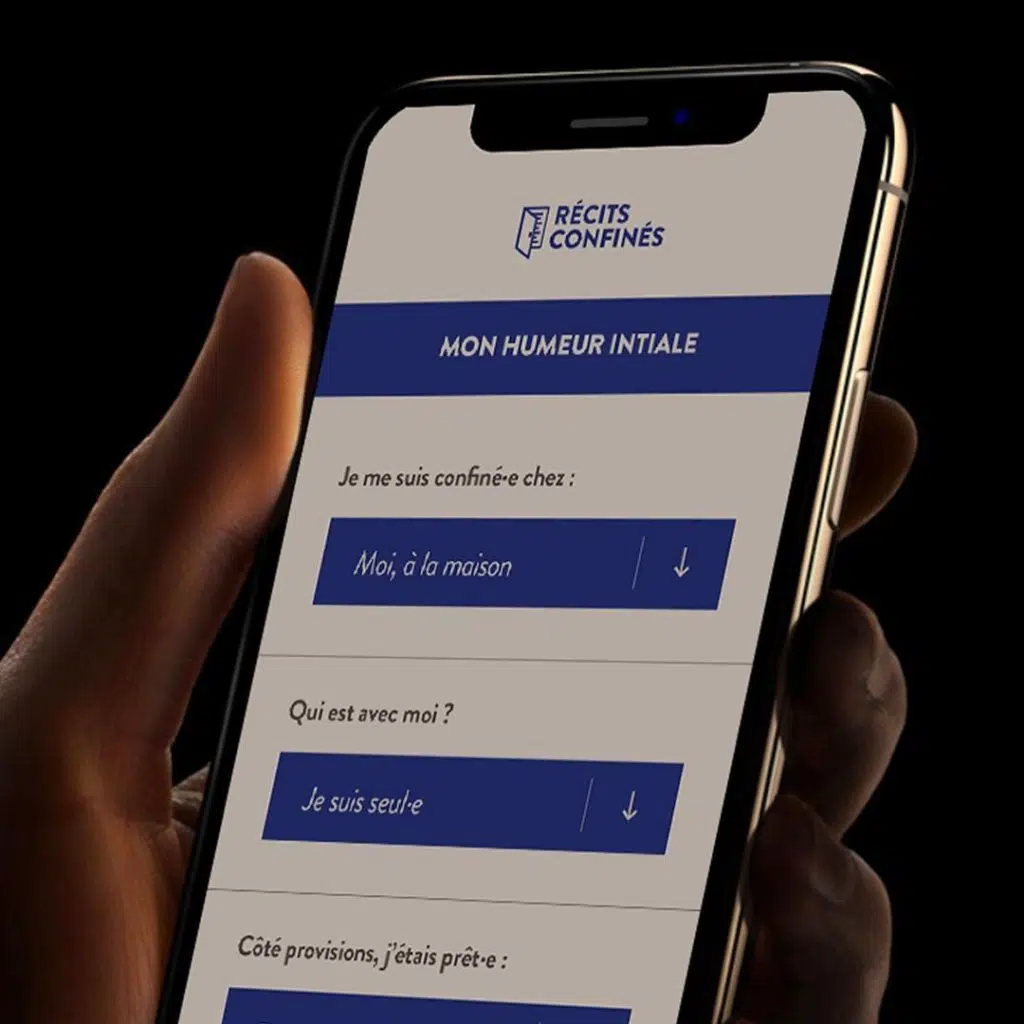 RÉCITS
CONFINÉS
MON HUMEUR INTIALE
Je me suis confiné·e chez :
Moi, à la maison
Qui est avec moi ?
Je suis seul·e
Côté provisions, j'étais prêt·e :